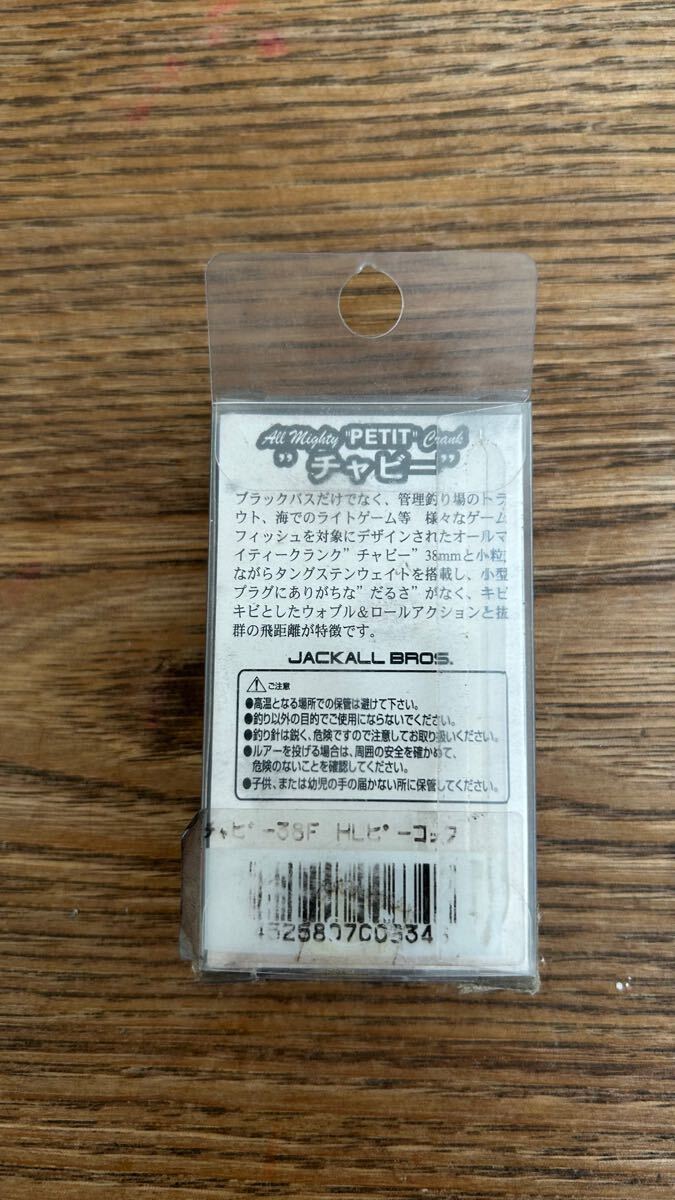 All Mighty "PETIT" Crank
”チャビー”
ブラックバスだけでなく、管理釣り場のトラ
ウト、海でのライトゲーム等　様々なゲーム
フィッシュを対象にデザインされたオールマ
イティークランク”チャビー”38mmと小粒
ながらタングステンウェイトを搭載し、小型
プラグにありがちな”だるさ”がなく、キビ
キビとしたウォブル＆ロールアクションと抜
群の飛距離が特徴です。
JACKALL BROS.
ご注意
●高温となる場所での保管は避けて下さい。
●釣り以外の目的でご使用にならないでください。
●釣り針は鋭く、危険ですので注意してお取り扱いください。
●ルアーを投げる場合は、周囲の安全を確かめて、
危険のないことを確認してください。
●子供、または幼児の手の届かない所に保管してください。
チャビー38F HLピーコック